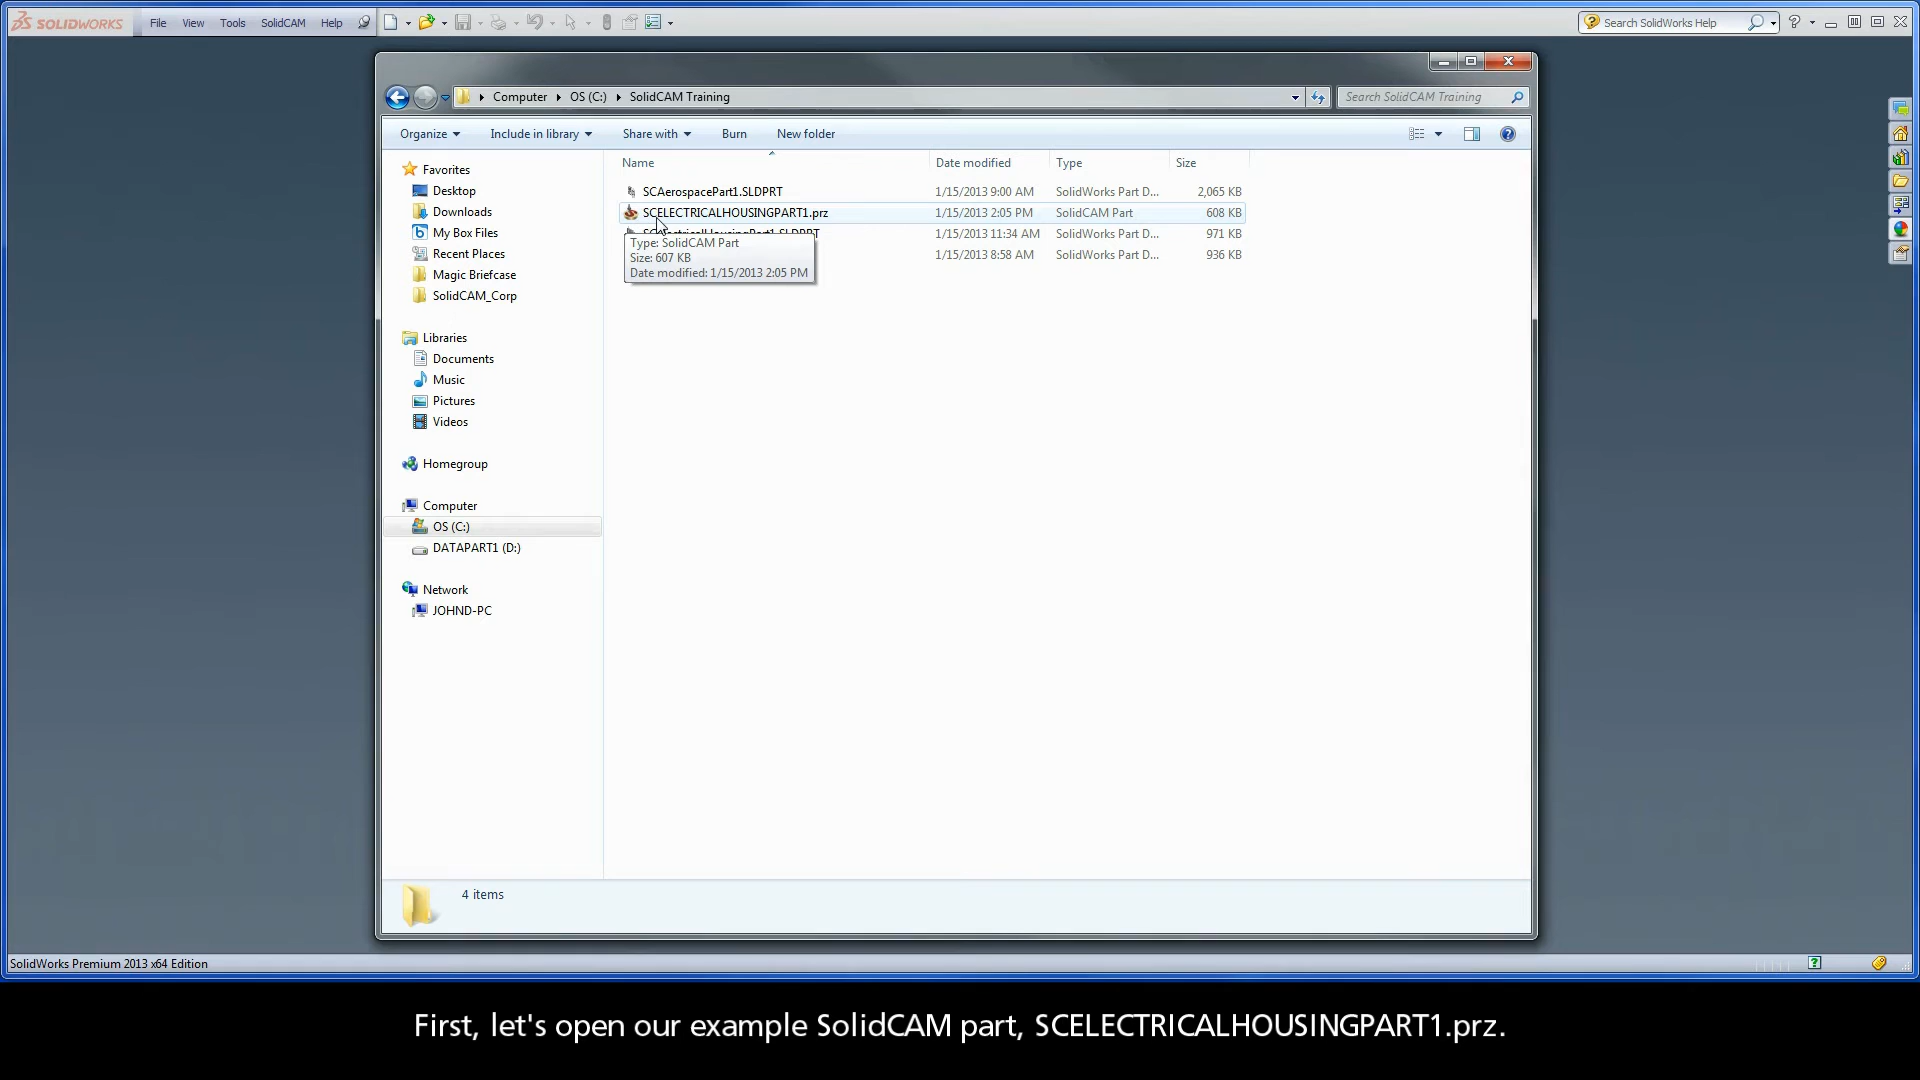 SOLIDWORKS File View Tools SolidCAM Help Search SolidWorks Help
Computer OS (C:) SolidCAM Training Search SolidCAM Training
Organize Include in library Share with Burn New folder
Name Date modified Type Size
SCAerospacePart1.SLDPRT 1/15/2013 9:00 AM SolidWorks Part D... 2,065 KB
SCELECTRICALHOUSINGPART1.prz 1/15/2013 2:05 PM SolidCAM Part 608 KB
1/15/2013 11:34 AM SolidWorks Part D... 971 KB
1/15/2013 8:58 AM SolidWorks Part D... 936 KB
Type: SolidCAM Part
Size: 607 KB
Date modified: 1/15/2013 2:05 PM
Favorites
Desktop
Downloads
My Box Files
Recent Places
Magic Briefcase
SolidCAM_Corp
Libraries
Documents
Music
Pictures
Videos
Homegroup
Computer
OS (C:)
DATAPART1 (D:)
Network
JOHND-PC
4 items
SolidWorks Premium 2013 x64 Edition
First, let's open our example SolidCAM part, SCELECTRICALHOUSINGPART1.prz.